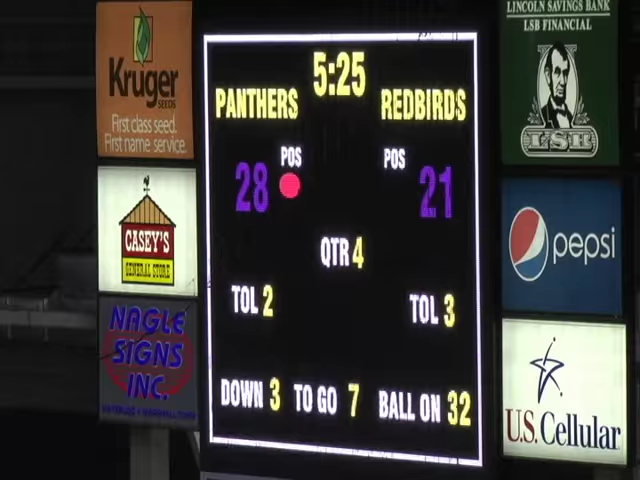 Kruger
SEEDS
First class seed.
First name service.
CASEY'S
GENERAL STORE
NAGLE
SIGNS
INC.
5:25
PANTHERS REDBIRDS
POS POS
28 21
QTR 4
TOL 2 TOL 3
DOWN 3 TO GO 7 BALL ON 32
LINCOLN SAVINGS BANK
LSB FINANCIAL
LSB
pepsi
U.S. Cellular